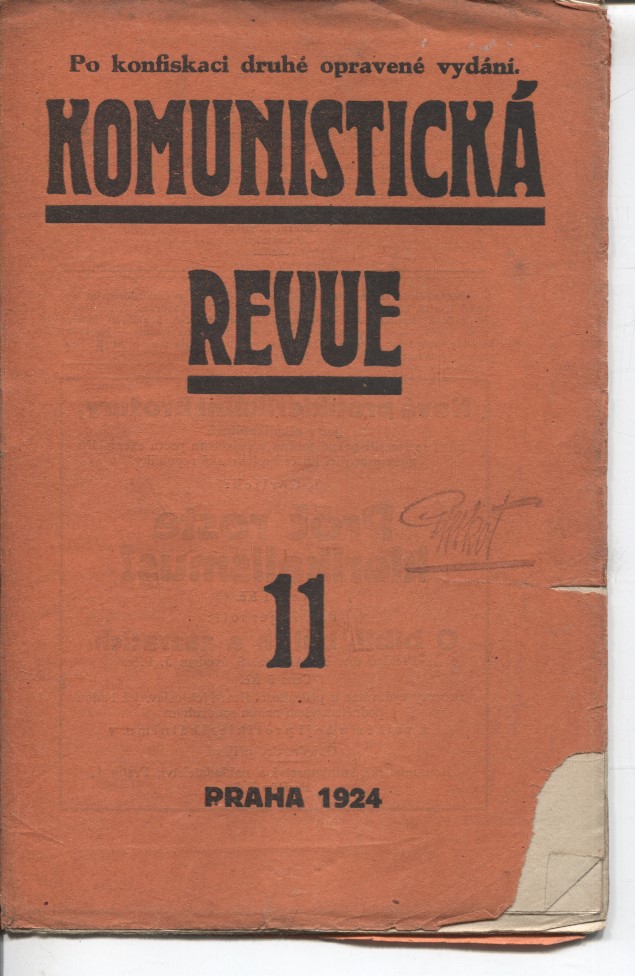 Po konfiskaci druhé opravené vydání.
KOMUNISTICKÁ
REVUE
11
PRAHA 1924